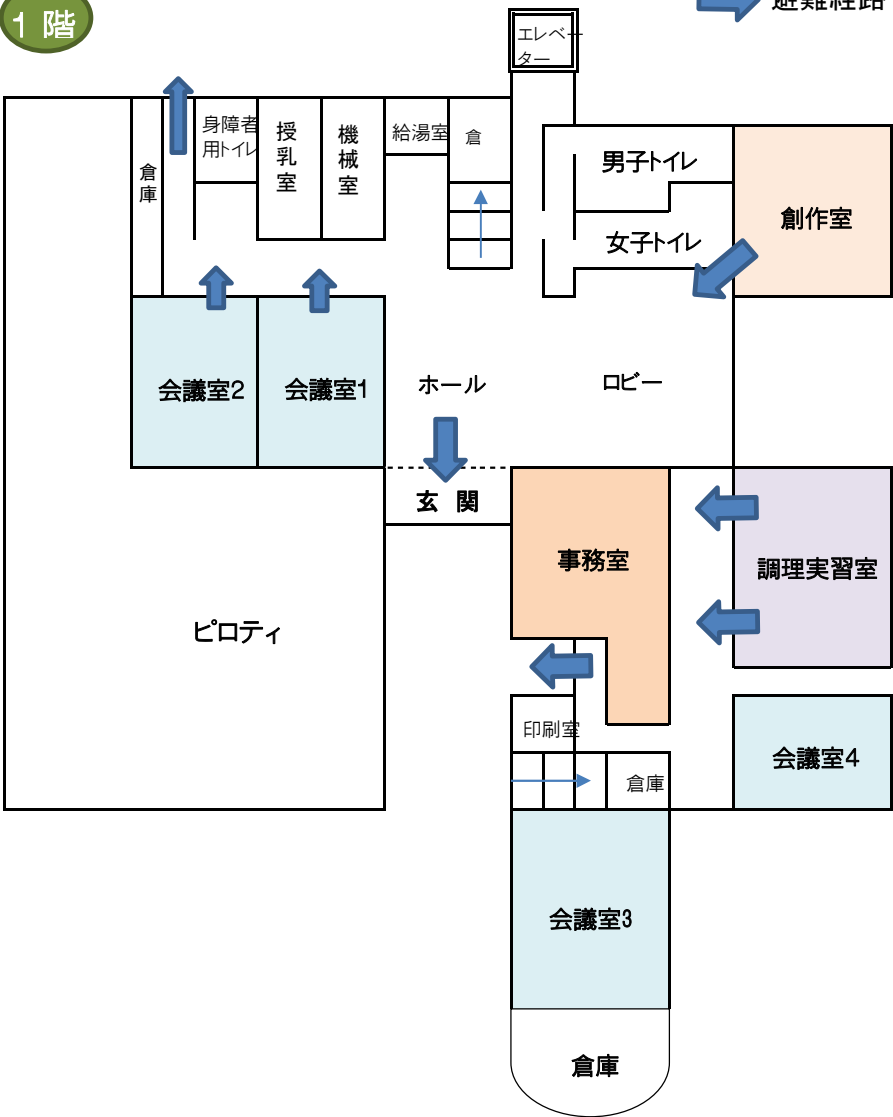 1階
避難経路
エレベー
ター
身障者
用トイレ
授乳室
機械室
給湯室
倉
倉庫
男子トイレ
女子トイレ
創作室
会議室2
会議室1
ホール
ロビー
玄 関
事務室
調理実習室
ピロティ
印刷室
倉庫
会議室4
会議室3
倉庫